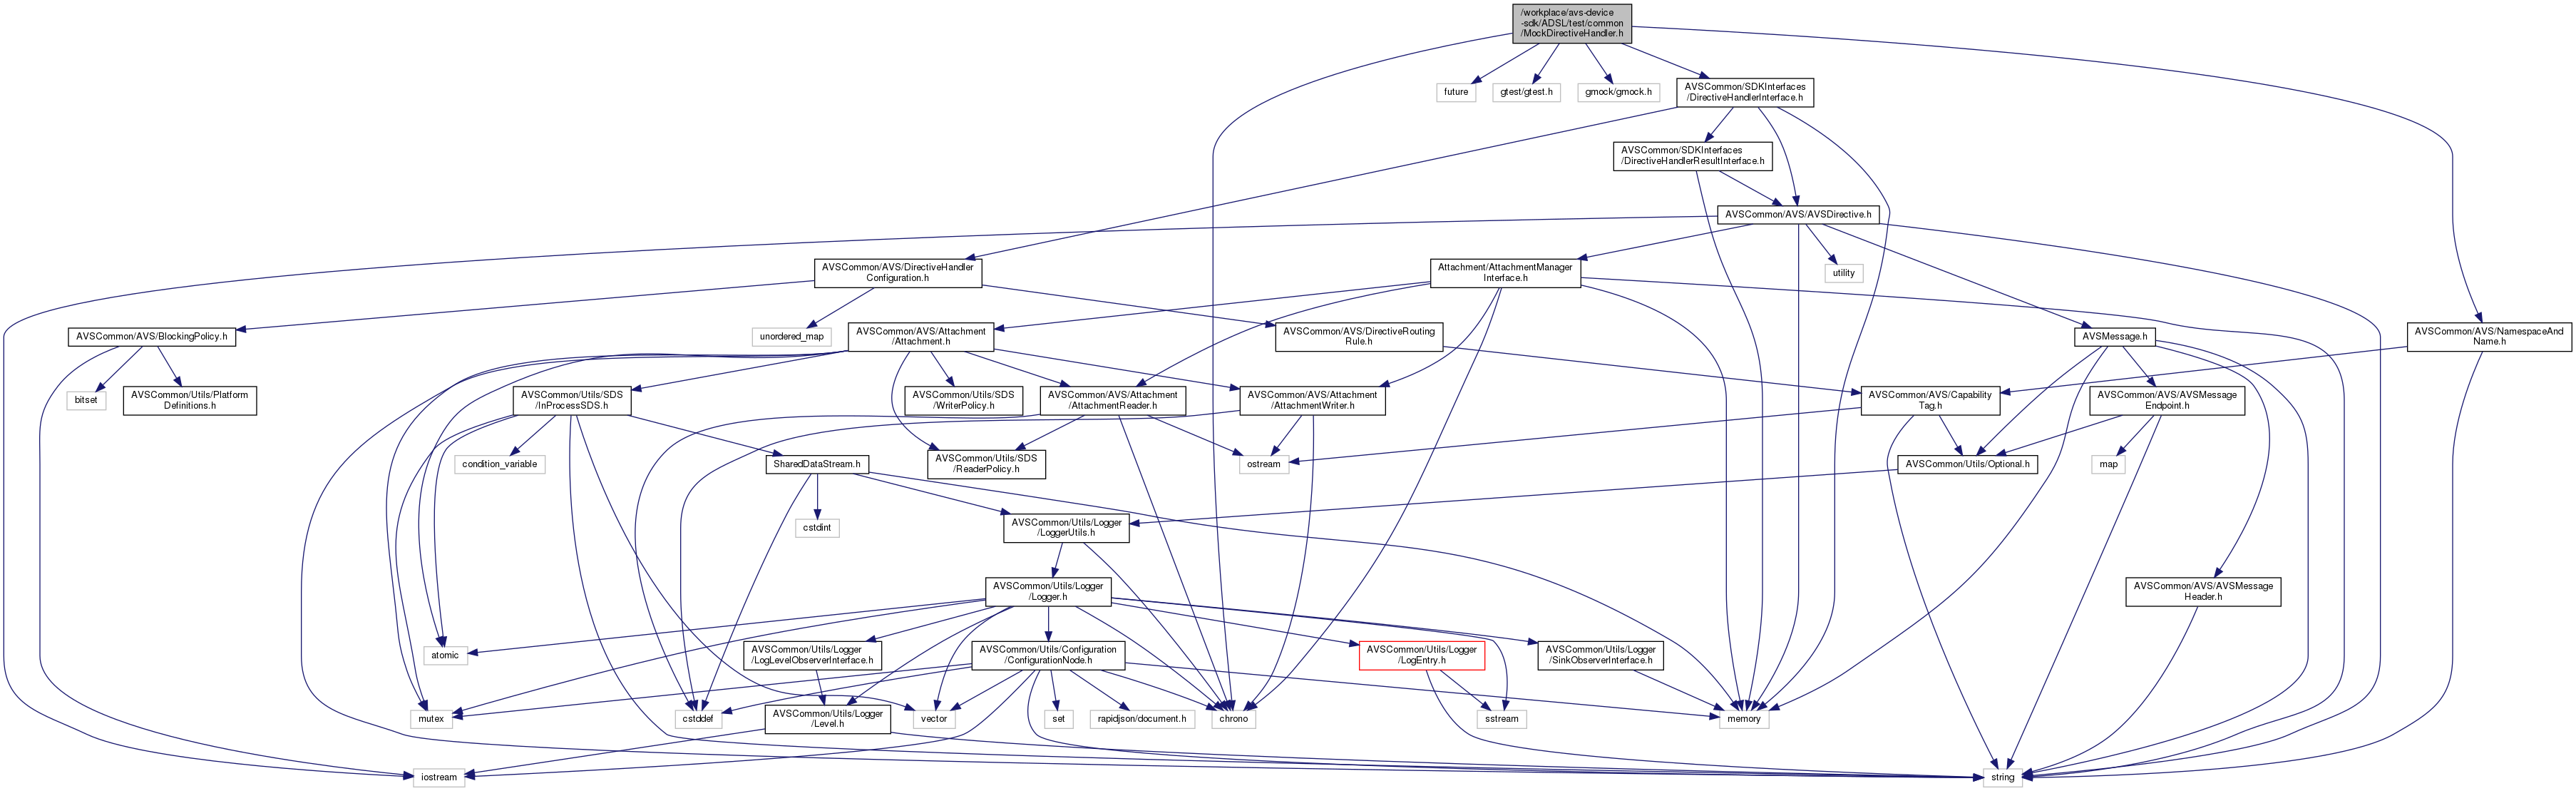 /workplace/avs-device
-sdk/ADSL/test/common
/MockDirectiveHandler.h
future
gtest/gtest.h
gmock/gmock.h
AVSCommon/SDKInterfaces
/DirectiveHandlerInterface.h
AVSCommon/SDKInterfaces
/DirectiveHandlerResultInterface.h
AVSCommon/AVS/AVSDirective.h
AVSCommon/AVS/DirectiveHandler
Configuration.h
Attachment/AttachmentManager
Interface.h
utility
AVSCommon/AVS/BlockingPolicy.h
unordered_map
AVSCommon/AVS/Attachment
/Attachment.h
AVSCommon/AVS/DirectiveRouting
Rule.h
AVSMessage.h
AVSCommon/AVS/NamespaceAnd
Name.h
bitset
AVSCommon/Utils/Platform
Definitions.h
AVSCommon/Utils/SDS
/InProcessSDS.h
AVSCommon/Utils/SDS
/WriterPolicy.h
AVSCommon/AVS/Attachment
/AttachmentReader.h
AVSCommon/AVS/Attachment
/AttachmentWriter.h
AVSCommon/AVS/Capability
Tag.h
AVSCommon/AVS/AVSMessage
Endpoint.h
condition_variable
SharedDataStream.h
AVSCommon/Utils/SDS
/ReaderPolicy.h
ostream
AVSCommon/Utils/Optional.h
map
cstdint
AVSCommon/Utils/Logger
/LoggerUtils.h
AVSCommon/Utils/Logger
/Logger.h
AVSCommon/AVS/AVSMessage
Header.h
atomic
AVSCommon/Utils/Logger
/LogLevelObserverInterface.h
AVSCommon/Utils/Configuration
/ConfigurationNode.h
AVSCommon/Utils/Logger
/LogEntry.h
AVSCommon/Utils/Logger
/SinkObserverInterface.h
mutex
cstddef
AVSCommon/Utils/Logger
/Level.h
vector
set
rapidjson/document.h
chrono
sstream
memory
iostream
string